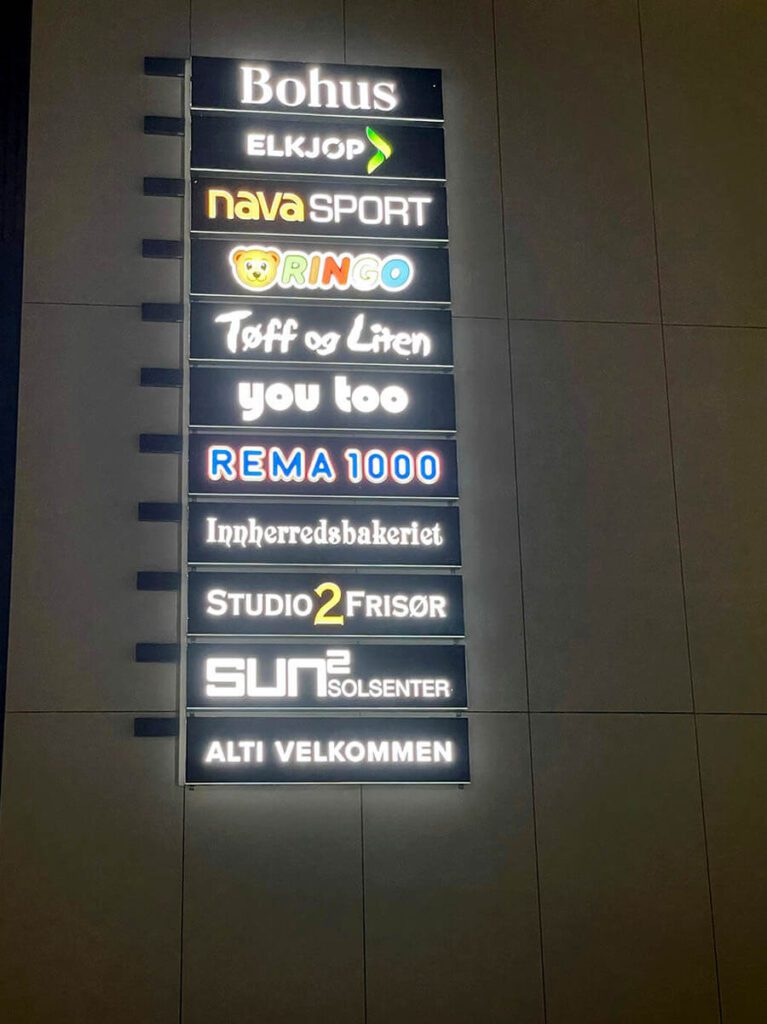 Bohus
ELKJØP
nava SPORT
RINGO
Tøff og Liten
you too
REMA 1000
Innherredsbakeriet
STUDIO 2 FRISØR
SUN² SOLSENTER
ALTI VELKOMMEN